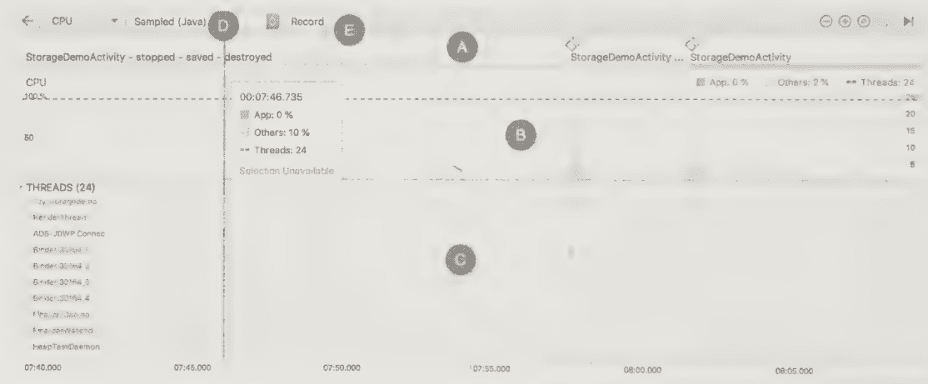 CPU Sampled (Java) D Record E
A
StorageDemoActivity - stopped - saved - destroyed StorageDemoActivity ... StorageDemoActivity
CPU App: 0 % Others: 2 % Threads: 24
100 %
00:07:46.735
App: 0 % 20
Others: 10 % B 15
50
Threads: 24 10
Selection Unavailable 5
THREADS (24)
RenderThread
ADB-JDWP Connec
C
HeapTaskDaemon
07:40.000 07:45.000 07:50.000 07:55.000 08:00.000 08:05.000